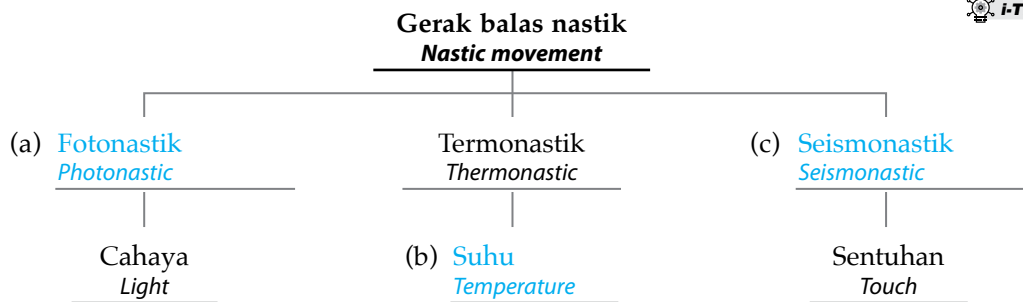 Gerak balas nastik
Nastic movement
i-T
(a) Fotonastik
Photonastic
Termonastik
Thermonastic
(c) Seismonastik
Seismonastic
Cahaya
Light
(b) Suhu
Temperature
Sentuhan
Touch